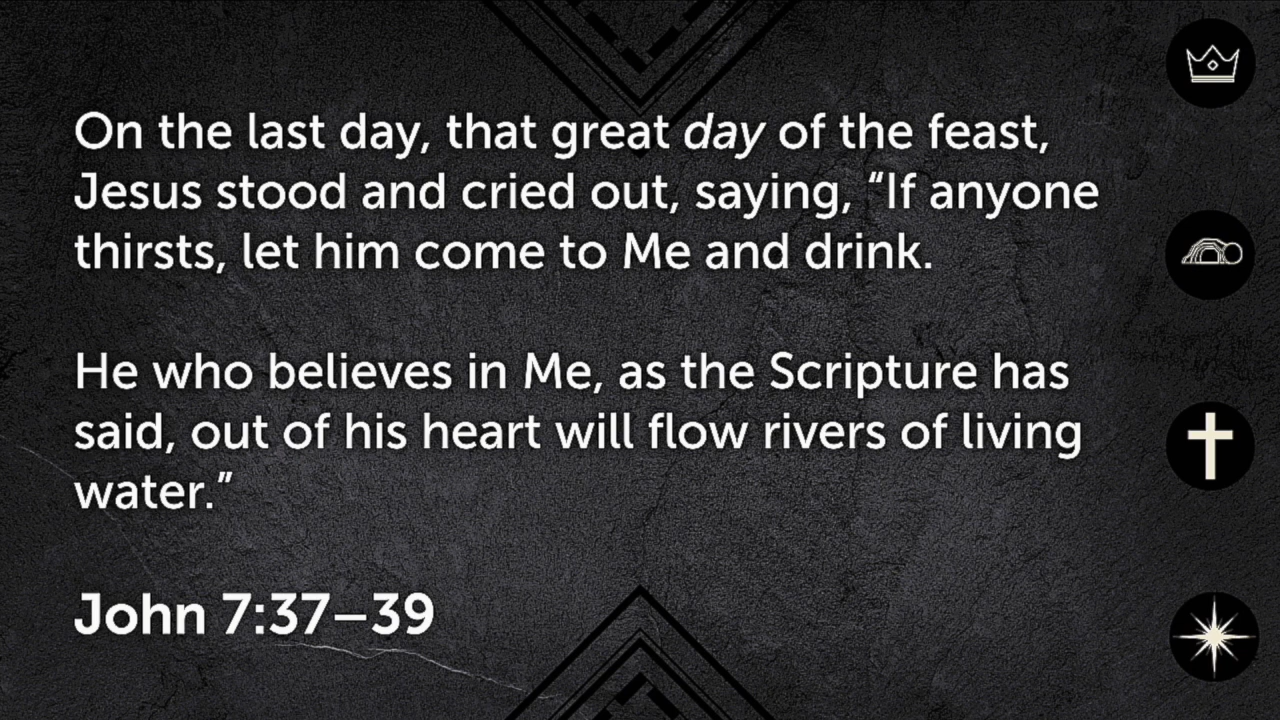 On the last day, that great day of the feast,
Jesus stood and cried out, saying, “If anyone
thirsts, let him come to Me and drink.
He who believes in Me, as the Scripture has
said, out of his heart will flow rivers of living
water.”
John 7:37–39